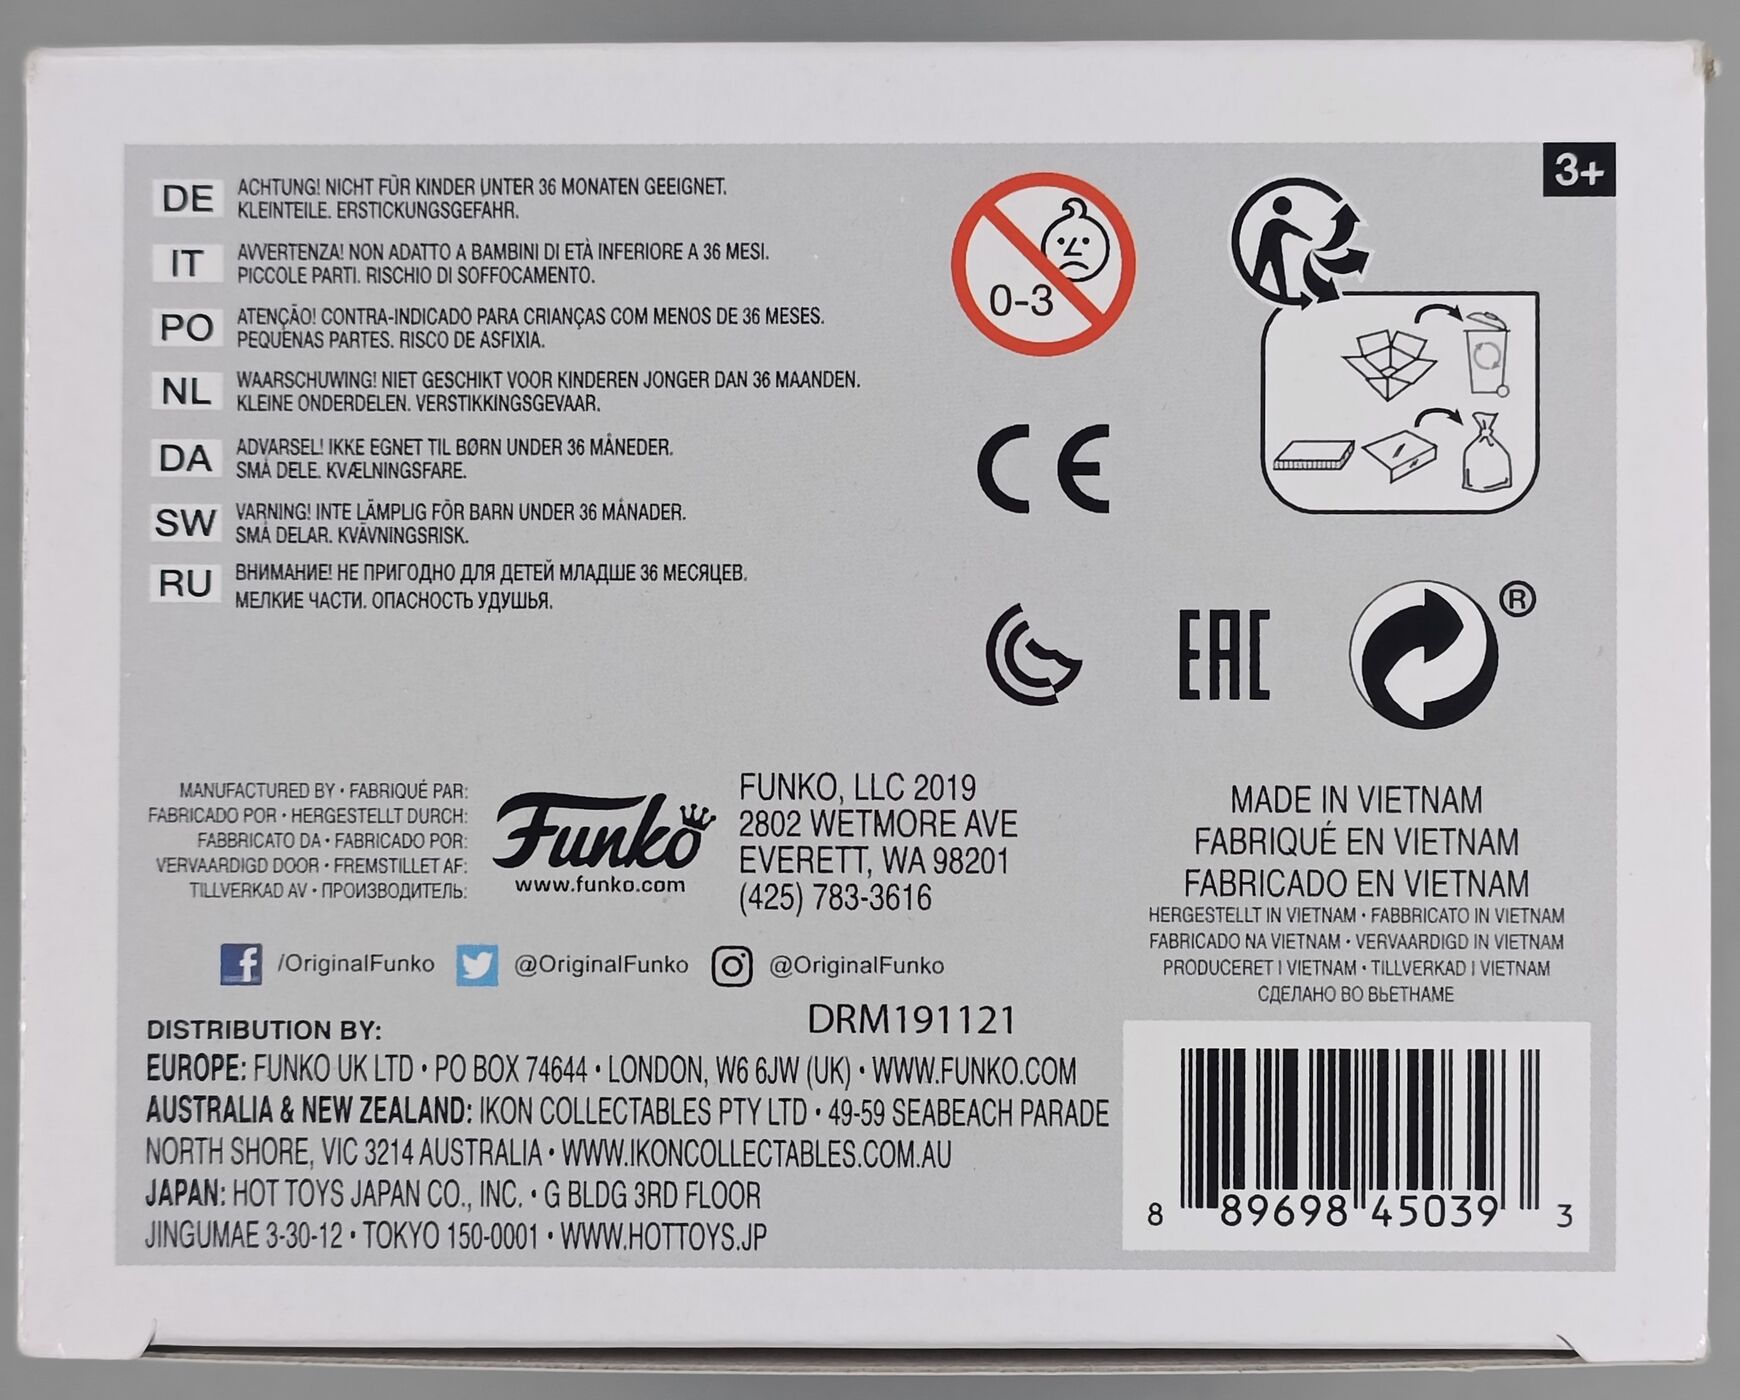 3+
DE
ACHTUNG! NICHT FÜR KINDER UNTER 36 MONATEN GEEIGNET.
KLEINTEILE. ERSTICKUNGSGEFAHR.
IT
AVVERTENZA! NON ADATTO A BAMBINI DI ETÀ INFERIORE A 36 MESI.
PICCOLE PARTI. RISCHIO DI SOFFOCAMENTO.
PO
ATENÇÃO! CONTRA-INDICADO PARA CRIANÇAS COM MENOS DE 36 MESES.
PEQUENAS PARTES. RISCO DE ASFIXIA.
NL
WAARSCHUWING! NIET GESCHIKT VOOR KINDEREN JONGER DAN 36 MAANDEN.
KLEINE ONDERDELEN. VERSTIKKINGSGEVAAR.
DA
ADVARSEL! IKKE EGNET TIL BØRN UNDER 36 MÅNEDER.
SMÅ DELE. KVÆLNINGSFARE.
SW
VARNING! INTE LÄMPLIG FÖR BARN UNDER 36 MÅNADER.
SMÅ DELAR. KVÄVNINGSRISK.
RU
ВНИМАНИЕ! НЕ ПРИГОДНО ДЛЯ ДЕТЕЙ МЛАДШЕ 36 МЕСЯЦЕВ.
МЕЛКИЕ ЧАСТИ. ОПАСНОСТЬ УДУШЬЯ.
0-3
CE
EAC
®
MANUFACTURED BY • FABRIQUÉ PAR:
FABRICADO POR • HERGESTELLT DURCH:
FABBRICATO DA • FABRICADO POR:
VERVAARDIGD DOOR • FREMSTILLET AF:
TILLVERKAD AV • ПРОИЗВОДИТЕЛЬ:
Funko
www.funko.com
FUNKO, LLC 2019
2802 WETMORE AVE
EVERETT, WA 98201
(425) 783-3616
MADE IN VIETNAM
FABRIQUÉ EN VIETNAM
FABRICADO EN VIETNAM
HERGESTELLT IN VIETNAM • FABBRICATO IN VIETNAM
FABRICADO NA VIETNAM • VERVAARDIGD IN VIETNAM
PRODUCERET I VIETNAM • TILLVERKAD I VIETNAM
СДЕЛАНО ВО ВЬЕТНАМЕ
/OriginalFunko @OriginalFunko @OriginalFunko
DRM191121
DISTRIBUTION BY:
EUROPE: FUNKO UK LTD • PO BOX 74644 • LONDON, W6 6JW (UK) • WWW.FUNKO.COM
AUSTRALIA & NEW ZEALAND: IKON COLLECTABLES PTY LTD • 49-59 SEABEACH PARADE
NORTH SHORE, VIC 3214 AUSTRALIA • WWW.IKONCOLLECTABLES.COM.AU
JAPAN: HOT TOYS JAPAN CO., INC. • G BLDG 3RD FLOOR
JINGUMAE 3-30-12 • TOKYO 150-0001 • WWW.HOTTOYS.JP
8 89698 45039 3